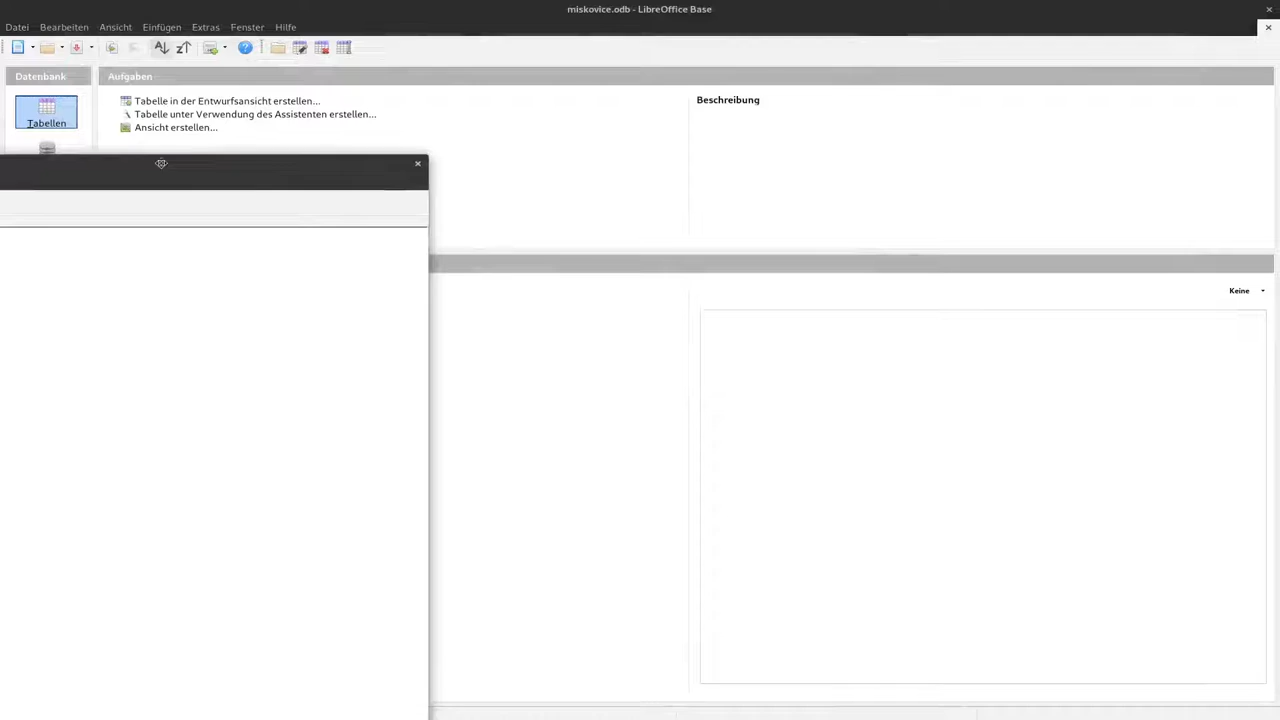 miskovice.odb - LibreOffice Base
Datei Bearbeiten Ansicht Einfügen Extras Fenster Hilfe
Datenbank
Aufgaben
Tabellen
Tabelle in der Entwurfsansicht erstellen...
Tabelle unter Verwendung des Assistenten erstellen...
Ansicht erstellen...
Beschreibung
Keine